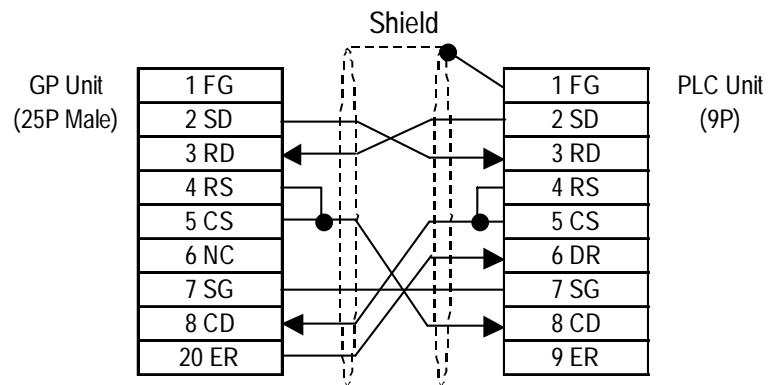 Shield
GP Unit
(25P Male)
1 FG
2 SD
3 RD
4 RS
5 CS
6 NC
7 SG
8 CD
20 ER
1 FG
2 SD
3 RD
4 RS
5 CS
6 DR
7 SG
8 CD
9 ER
PLC Unit
(9P)